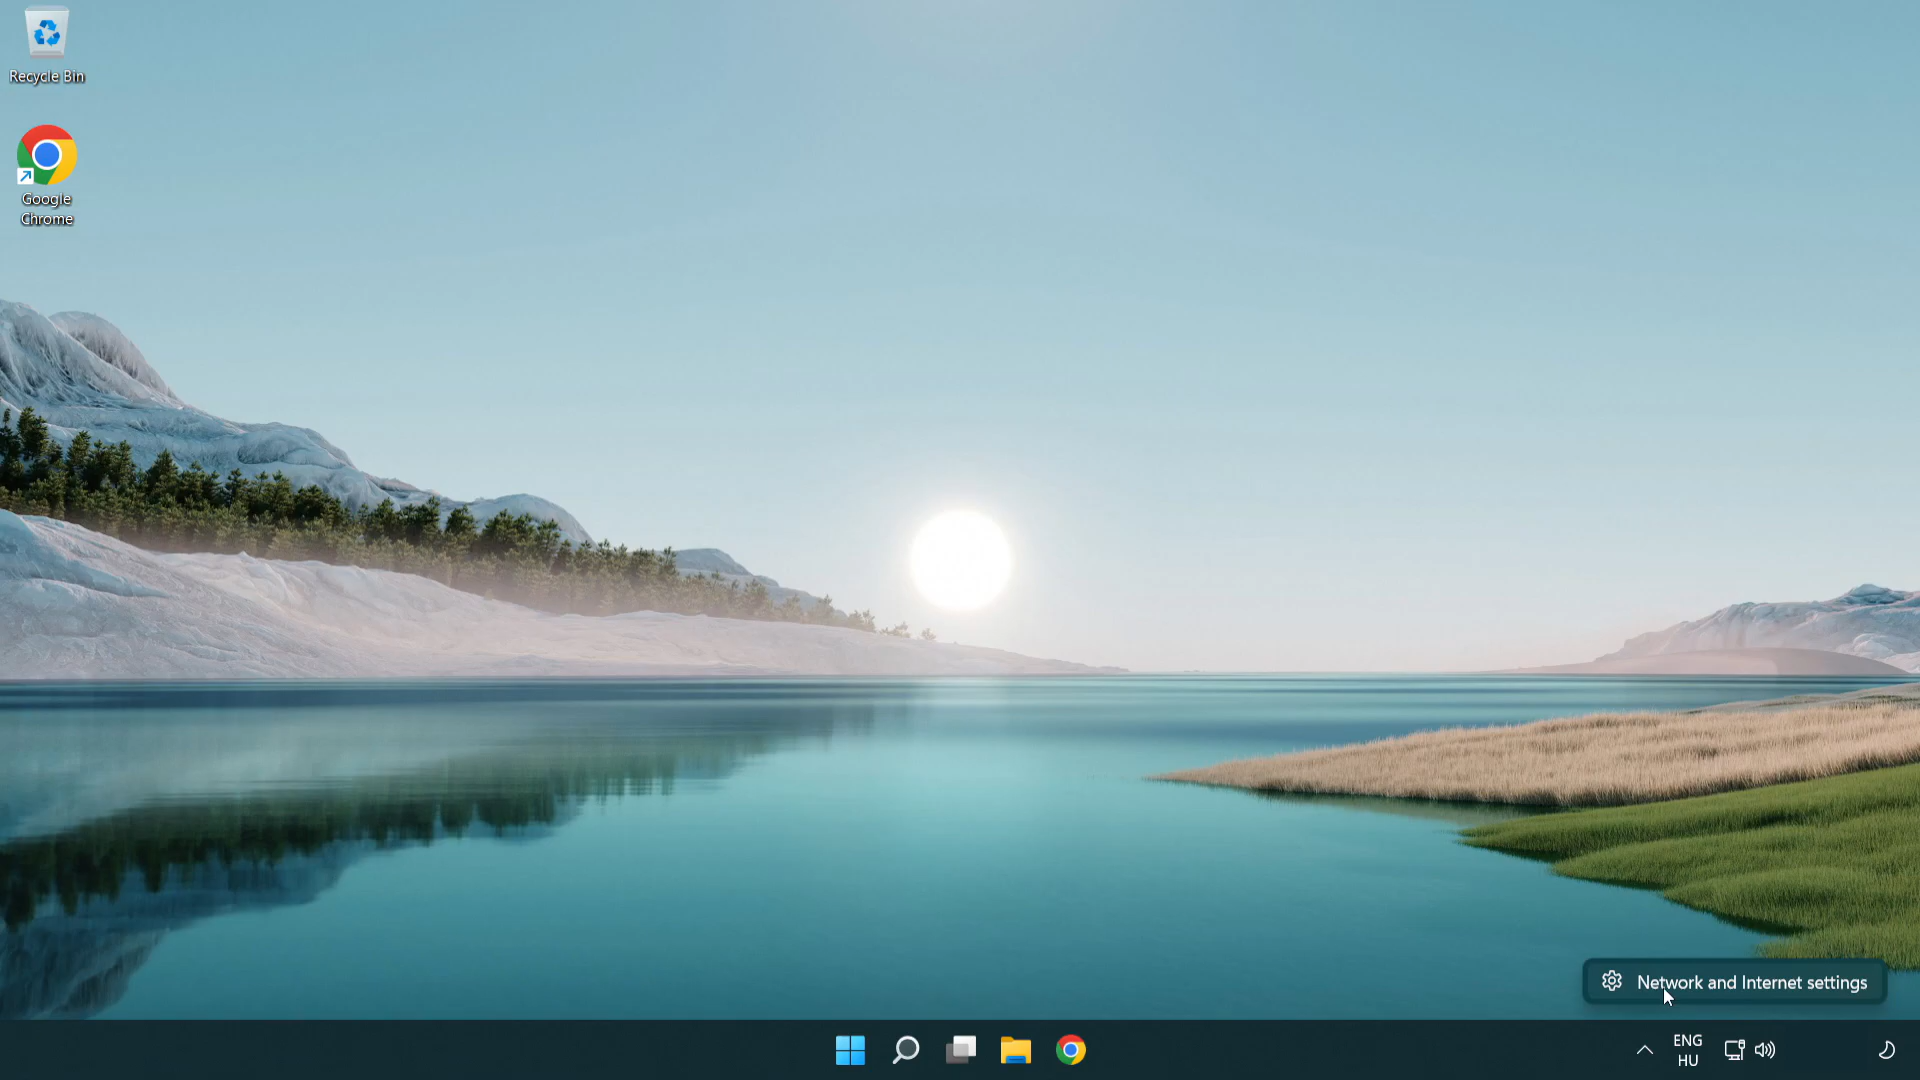 Recycle Bin
Google
Chrome
Network and Internet settings
ENG
HU